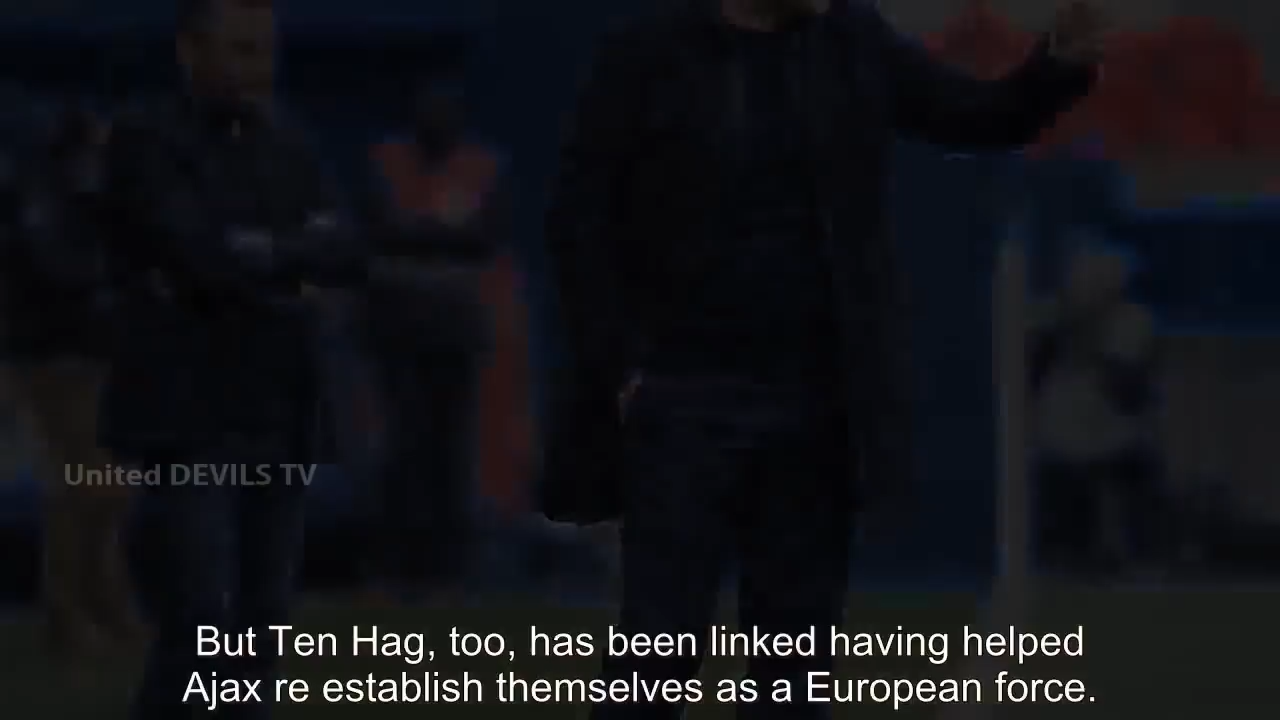 United DEVILS TV
But Ten Hag, too, has been linked having helped
Ajax re establish themselves as a European force.